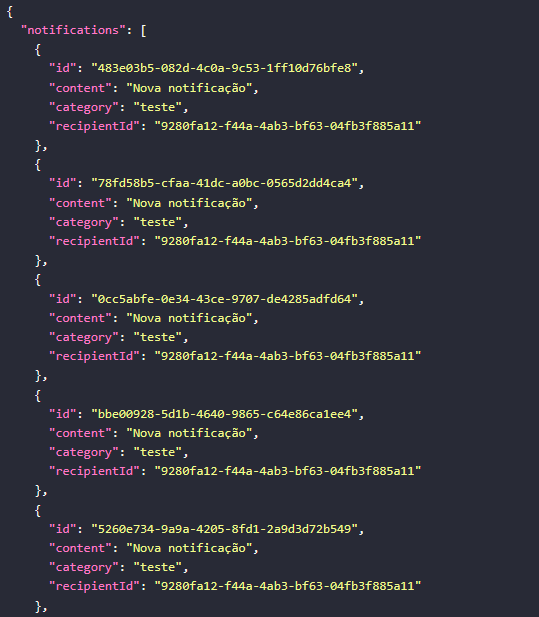 {
"notifications": [
{
"id": "483e03b5-082d-4c0a-9c53-1ff10d76bfe8",
"content": "Nova notificação",
"category": "teste",
"recipientId": "9280fa12-f44a-4ab3-bf63-04fb3f885a11"
},
{
"id": "78fd58b5-cfaa-41dc-a0bc-0565d2dd4ca4",
"content": "Nova notificação",
"category": "teste",
"recipientId": "9280fa12-f44a-4ab3-bf63-04fb3f885a11"
},
{
"id": "0cc5abfe-0e34-43ce-9707-de4285adfd64",
"content": "Nova notificação",
"category": "teste",
"recipientId": "9280fa12-f44a-4ab3-bf63-04fb3f885a11"
},
{
"id": "bbe00928-5d1b-4640-9865-c64e86ca1ee4",
"content": "Nova notificação",
"category": "teste",
"recipientId": "9280fa12-f44a-4ab3-bf63-04fb3f885a11"
},
{
"id": "5260e734-9a9a-4205-8fd1-2a9d3d72b549",
"content": "Nova notificação",
"category": "teste",
"recipientId": "9280fa12-f44a-4ab3-bf63-04fb3f885a11"
},